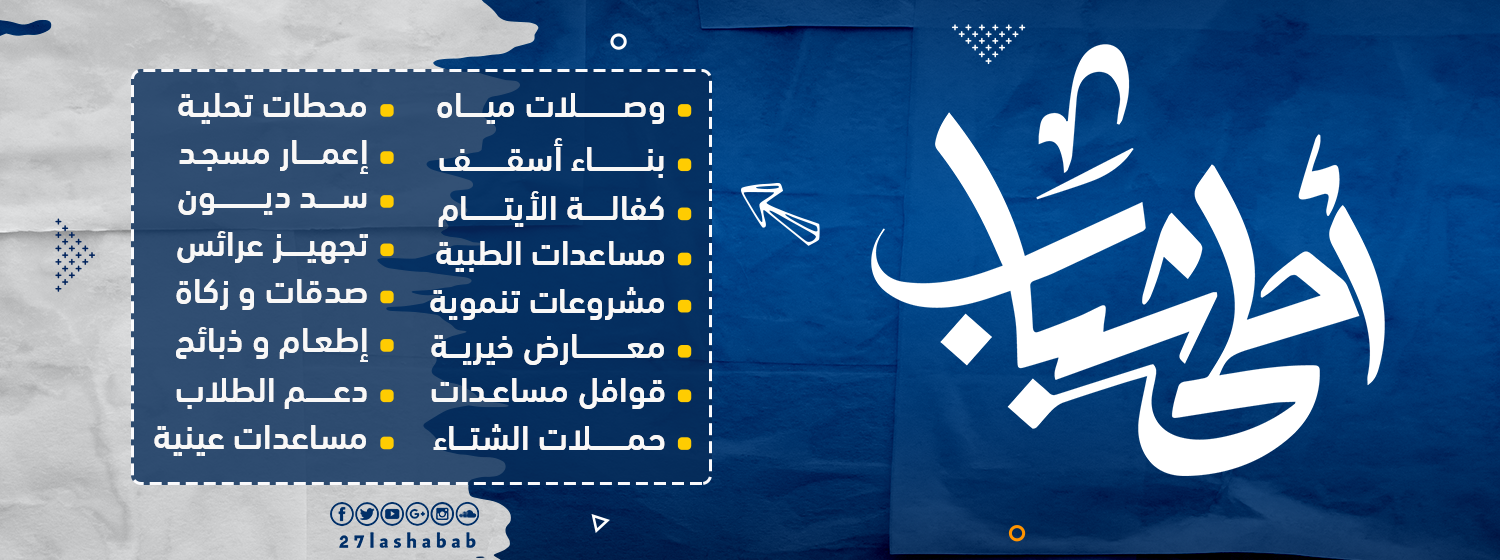 أحلى شباب
وصلات مياه
بناء أسقف
كفالة الأيتام
مساعدات الطبية
مشروعات تنموية
معارض خيرية
قوافل مساعدات
حملات الشتاء
محطات تحلية
إعمار مسجد
سد ديون
تجهيز عرائس
صدقات و زكاة
إطعام و ذبائح
دعم الطلاب
مساعدات عينية
27lashabab